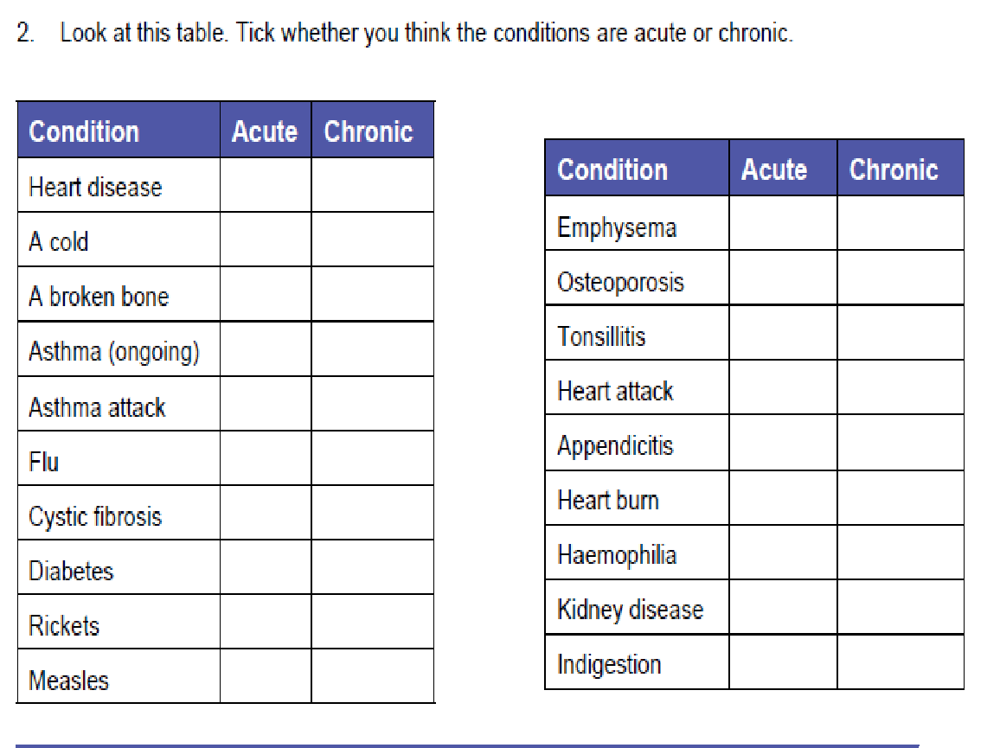 2. Look at this table. Tick whether you think the conditions are acute or chronic.
Condition Acute Chronic
Heart disease
A cold
A broken bone
Asthma (ongoing)
Asthma attack
Flu
Cystic fibrosis
Diabetes
Rickets
Measles
Condition Acute Chronic
Emphysema
Osteoporosis
Tonsillitis
Heart attack
Appendicitis
Heart burn
Haemophilia
Kidney disease
Indigestion